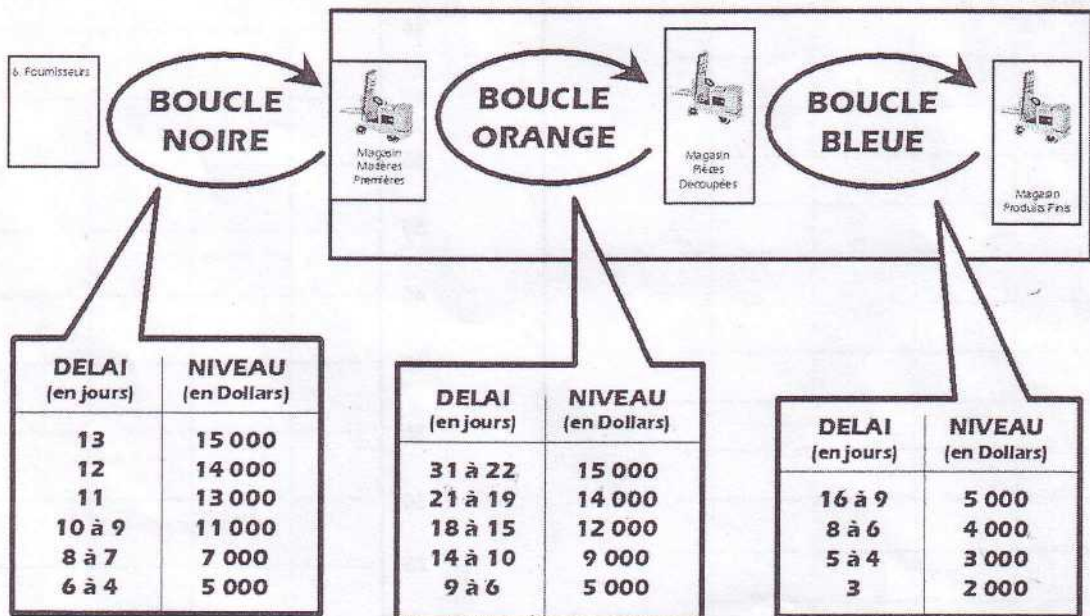 6. Fournisseurs
BOUCLE
NOIRE
Magasin
Matières
Premières
BOUCLE
ORANGE
Magasin
Pièces
Découpées
BOUCLE
BLEUE
Magasin
Produits Finis
DELAI NIVEAU
(en jours) (en Dollars)
13 15 000
12 14 000
11 13 000
10 à 9 11 000
8 à 7 7 000
6 à 4 5 000
DELAI NIVEAU
(en jours) (en Dollars)
31 à 22 15 000
21 à 19 14 000
18 à 15 12 000
14 à 10 9 000
9 à 6 5 000
DELAI NIVEAU
(en jours) (en Dollars)
16 à 9 5 000
8 à 6 4 000
5 à 4 3 000
3 2 000